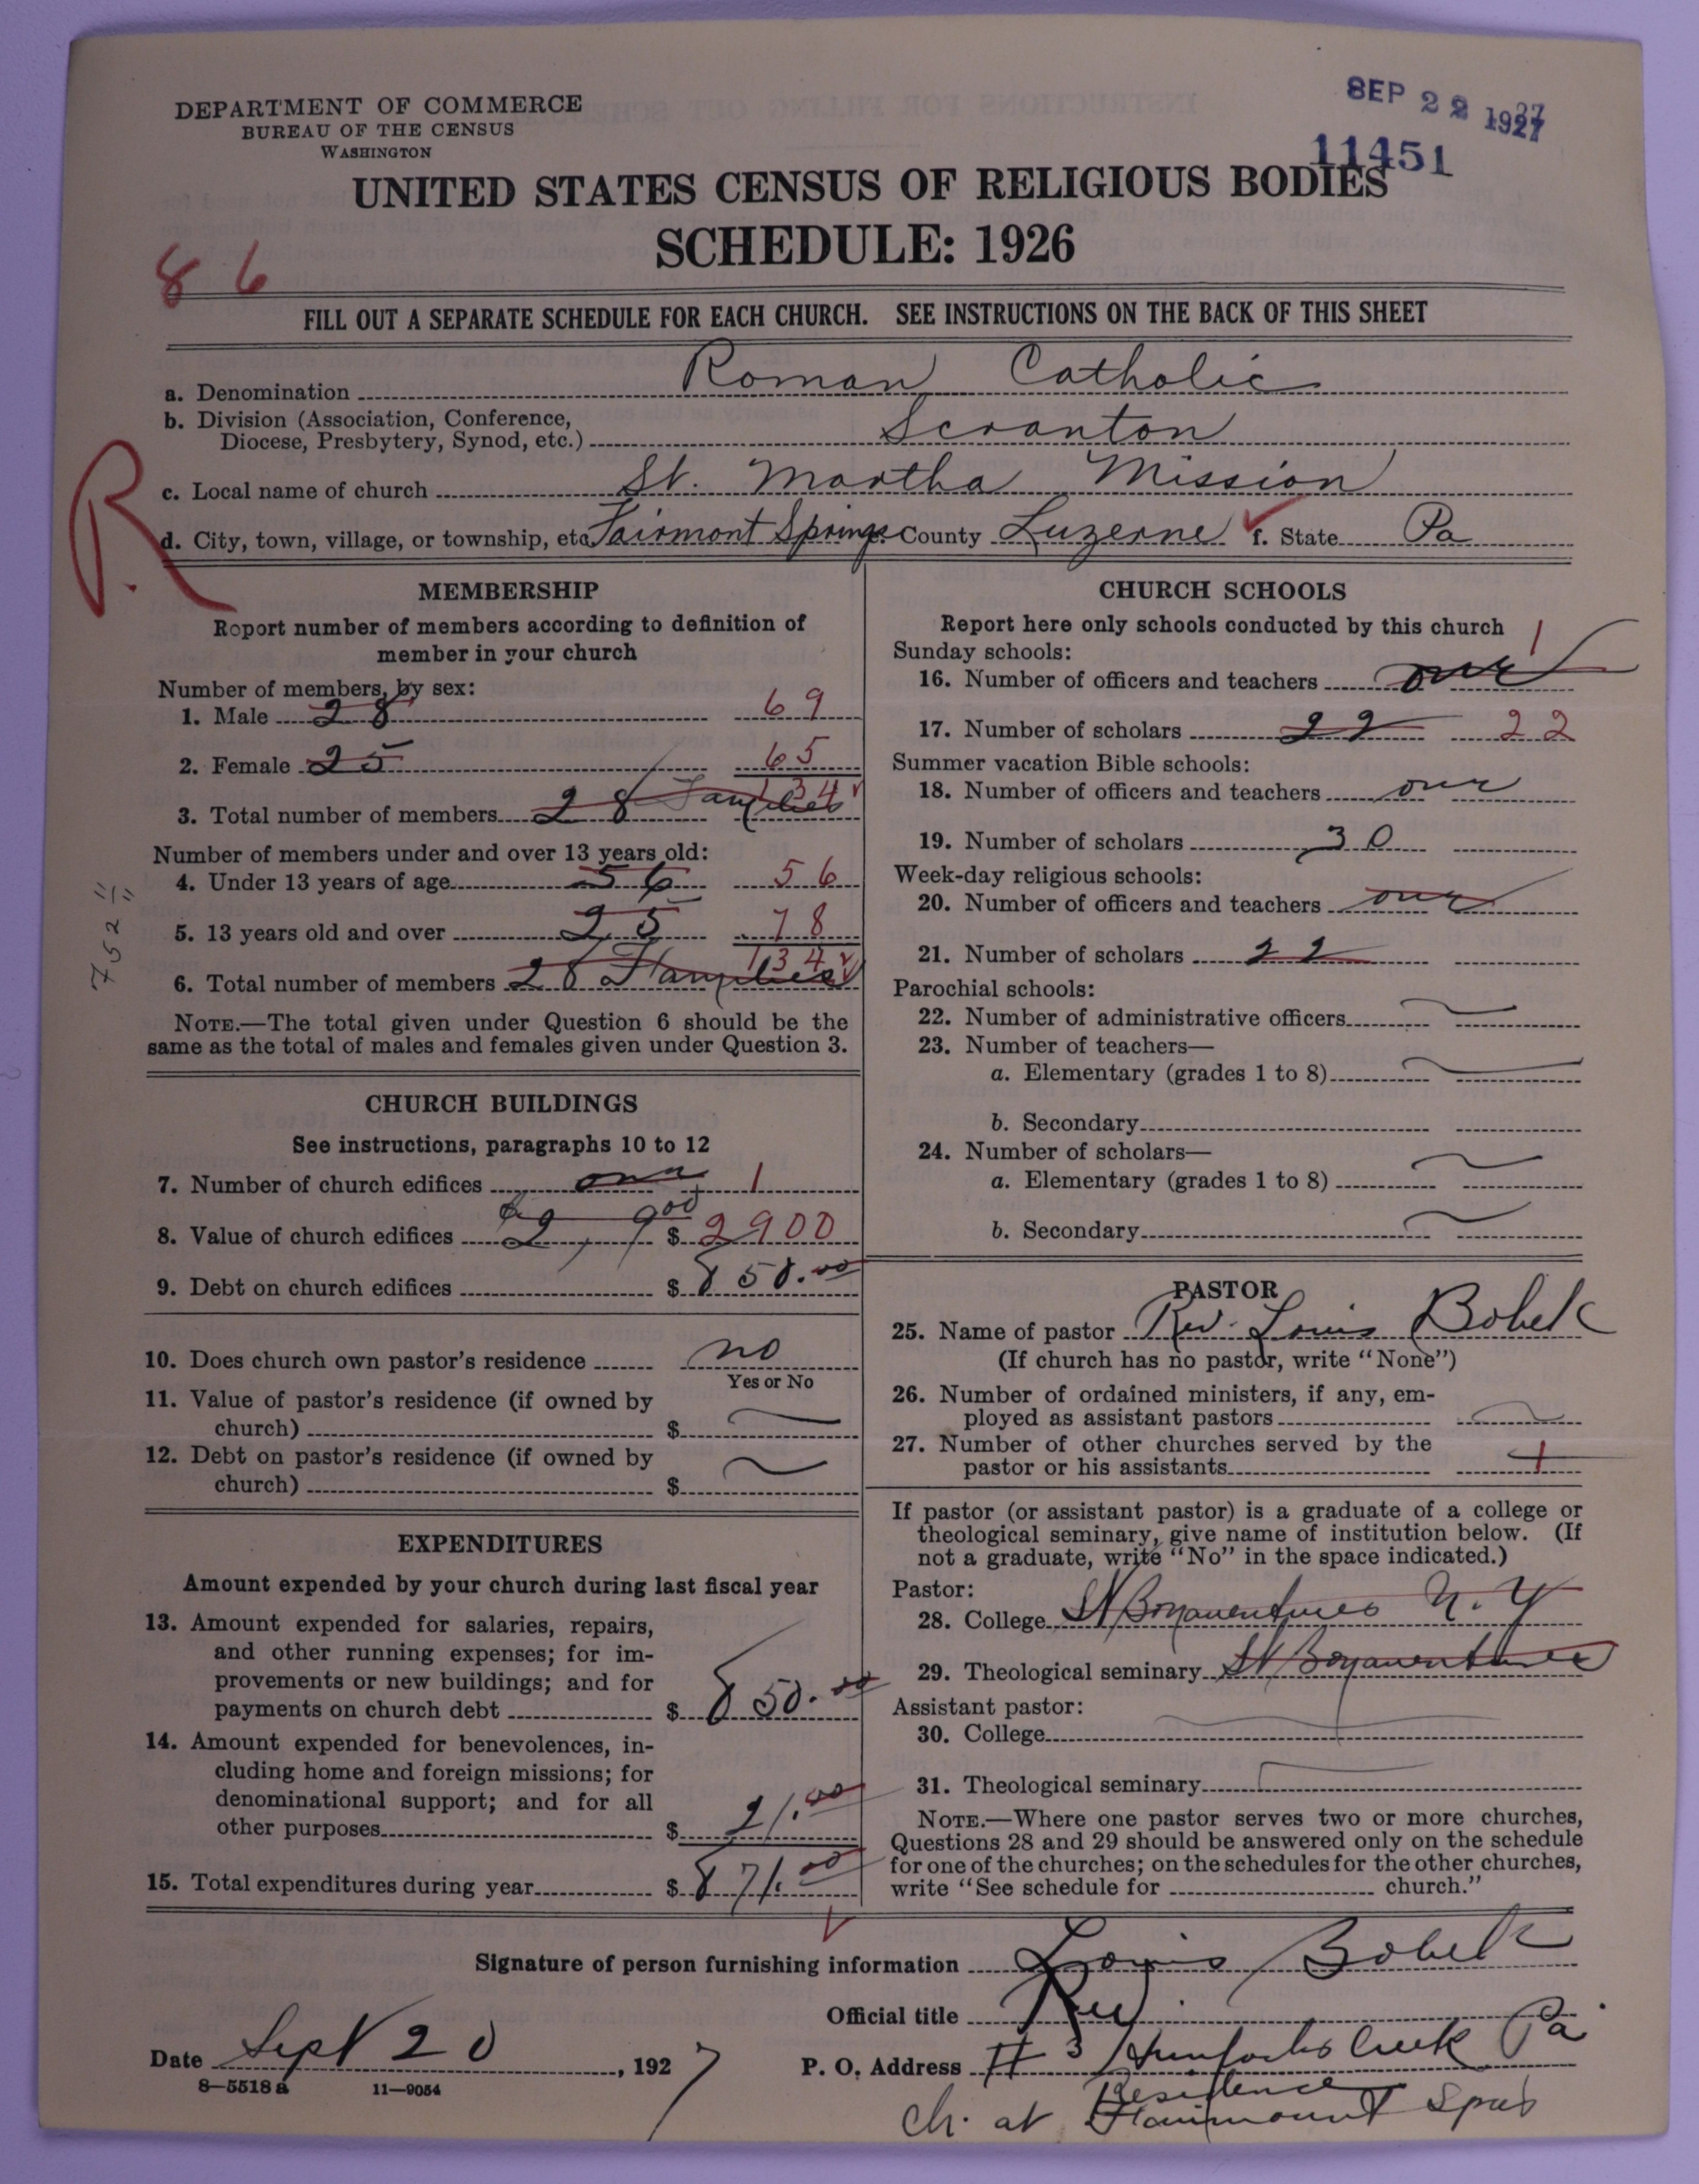 DEPARTMENT OF COMMERCE
BUREAU OF THE CENSUS
WASHINGTON
SEP 22 1927
11451
UNITED STATES CENSUS OF RELIGIOUS BODIES
SCHEDULE: 1926
86
FILL OUT A SEPARATE SCHEDULE FOR EACH CHURCH. SEE INSTRUCTIONS ON THE BACK OF THIS SHEET
a. Denomination Roman Catholic
b. Division (Association, Conference,
Diocese, Presbytery, Synod, etc.) Scranton
c. Local name of church St. Martha Mission
R.
d. City, town, village, or township, etc Fairmont Springs County Luzerne f. State Pa
MEMBERSHIP
Report number of members according to definition of
member in your church
Number of members, by sex:
1. Male 28 69
2. Female 25 65
134
3. Total number of members 28 Families
Number of members under and over 13 years old:
4. Under 13 years of age 56 56
5. 13 years old and over 25 78
134
6. Total number of members 28 Families
NOTE.—The total given under Question 6 should be the
same as the total of males and females given under Question 3.
752
CHURCH BUILDINGS
See instructions, paragraphs 10 to 12
7. Number of church edifices one 1
8. Value of church edifices 2,900 $ 2900
9. Debt on church edifices $ 850.00
10. Does church own pastor's residence no
Yes or No
11. Value of pastor's residence (if owned by
church) $
12. Debt on pastor's residence (if owned by
church) $
EXPENDITURES
Amount expended by your church during last fiscal year
13. Amount expended for salaries, repairs,
and other running expenses; for im-
provements or new buildings; and for
payments on church debt $ 850.00
14. Amount expended for benevolences, in-
cluding home and foreign missions; for
denominational support; and for all
other purposes $ 21.00
15. Total expenditures during year $ 871.00
CHURCH SCHOOLS
Report here only schools conducted by this church
Sunday schools:
1
16. Number of officers and teachers one
17. Number of scholars 22 22
Summer vacation Bible schools:
18. Number of officers and teachers one
19. Number of scholars 30
Week-day religious schools:
20. Number of officers and teachers one
21. Number of scholars 22
Parochial schools:
22. Number of administrative officers
23. Number of teachers—
a. Elementary (grades 1 to 8)
b. Secondary
24. Number of scholars—
a. Elementary (grades 1 to 8)
b. Secondary
PASTOR
25. Name of pastor Rev. Louis Bobek
(If church has no pastor, write "None")
26. Number of ordained ministers, if any, em-
ployed as assistant pastors
27. Number of other churches served by the
pastor or his assistants 1
If pastor (or assistant pastor) is a graduate of a college or
theological seminary, give name of institution below. (If
not a graduate, write "No" in the space indicated.)
Pastor:
28. College St Bonaventures N. Y
29. Theological seminary St Bonaventures
Assistant pastor:
30. College
31. Theological seminary
NOTE.—Where one pastor serves two or more churches,
Questions 28 and 29 should be answered only on the schedule
for one of the churches; on the schedules for the other churches,
write "See schedule for church."
Signature of person furnishing information Louis Bobek
Official title Rev.
Date Sept 20, 1927
P. O. Address # 3 Hunlocks Creek Pa
Residence
8—5518 a 11—9054
Ch. at Fairmount Spgs